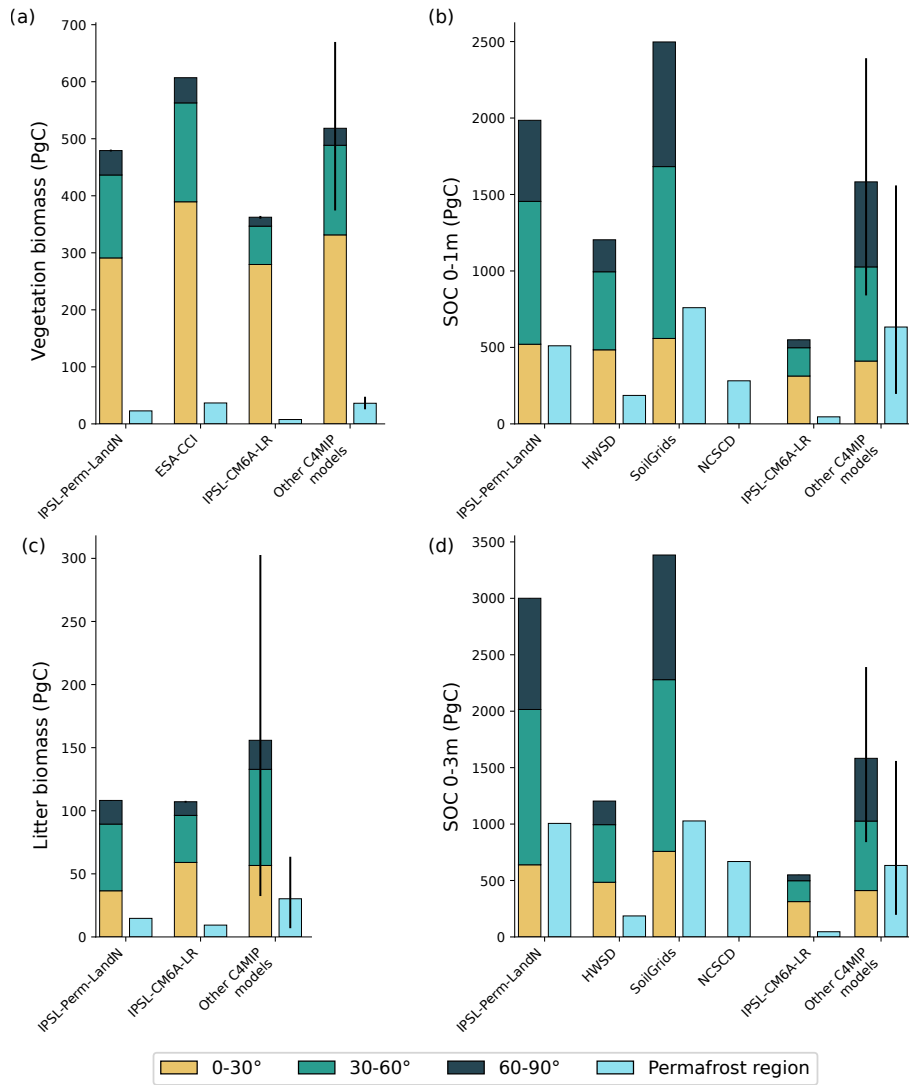 (a)
700
600
500
400
300
200
100
0
Vegetation biomass (PgC)
IPSL-Perm-LandN
ESA-CCI
IPSL-CM6A-LR
Other C4MIP
models
(b)
2500
2000
1500
1000
500
0
SOC 0-1m (PgC)
IPSL-Perm-LandN
HWSD
SoilGrids
NCSCD
IPSL-CM6A-LR
Other C4MIP
models
(c)
300
250
200
150
100
50
0
Litter biomass (PgC)
IPSL-Perm-LandN
IPSL-CM6A-LR
Other C4MIP
models
(d)
3500
3000
2500
2000
1500
1000
500
0
SOC 0-3m (PgC)
IPSL-Perm-LandN
HWSD
SoilGrids
NCSCD
IPSL-CM6A-LR
Other C4MIP
models
0-30°
30-60°
60-90°
Permafrost region